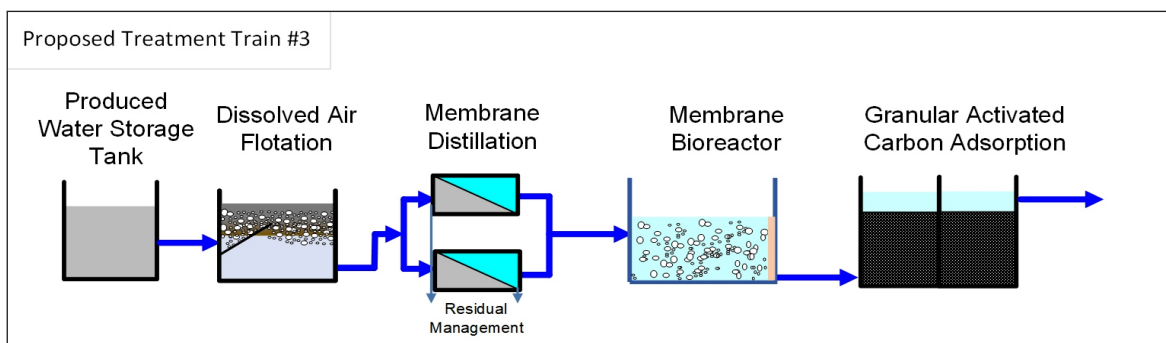 Proposed Treatment Train #3
Produced
Water Storage
Tank
Dissolved Air
Flotation
Membrane
Distillation
Membrane
Bioreactor
Granular Activated
Carbon Adsorption
Residual
Management